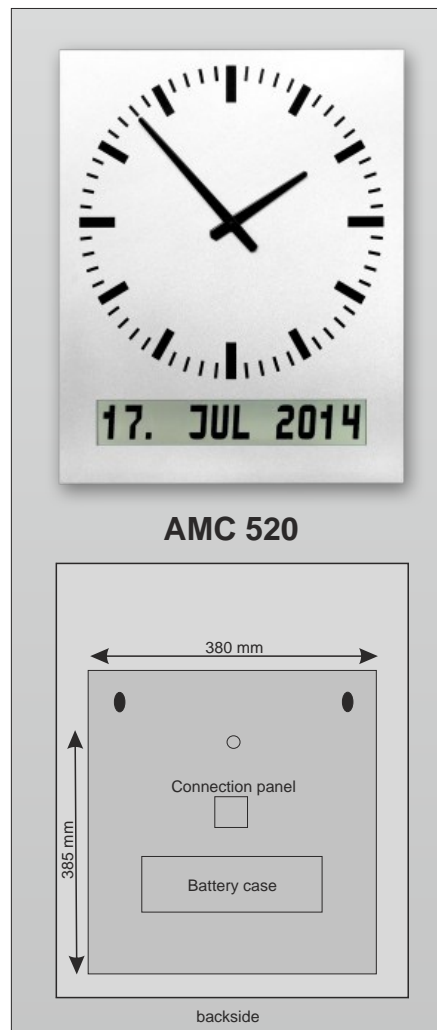 17. JUL 2014
AMC 520
380 mm
385 mm
Connection panel
Battery case
backside